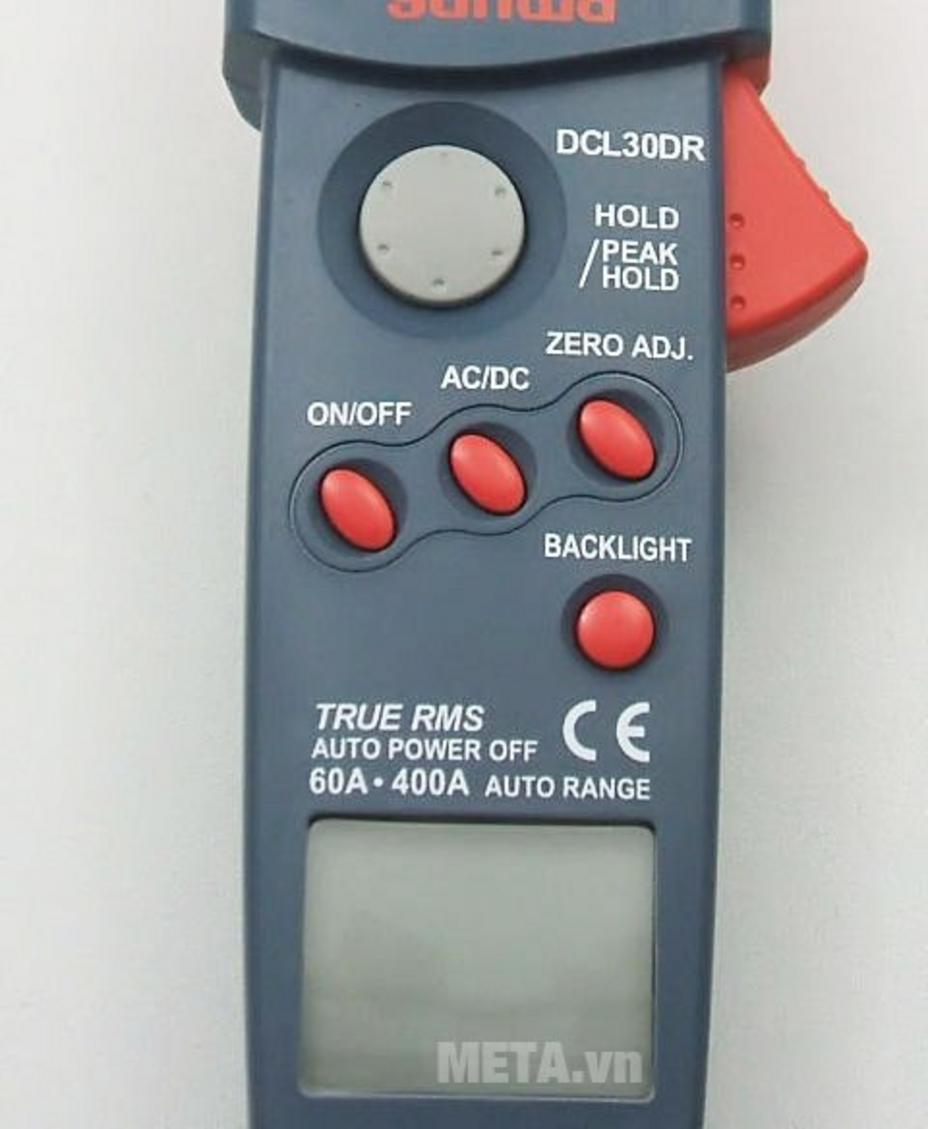 sanwa
DCL30DR
HOLD
/PEAK
HOLD
ZERO ADJ.
AC/DC
ON/OFF
BACKLIGHT
TRUE RMS
CE
AUTO POWER OFF
60A • 400A AUTO RANGE
META.vn